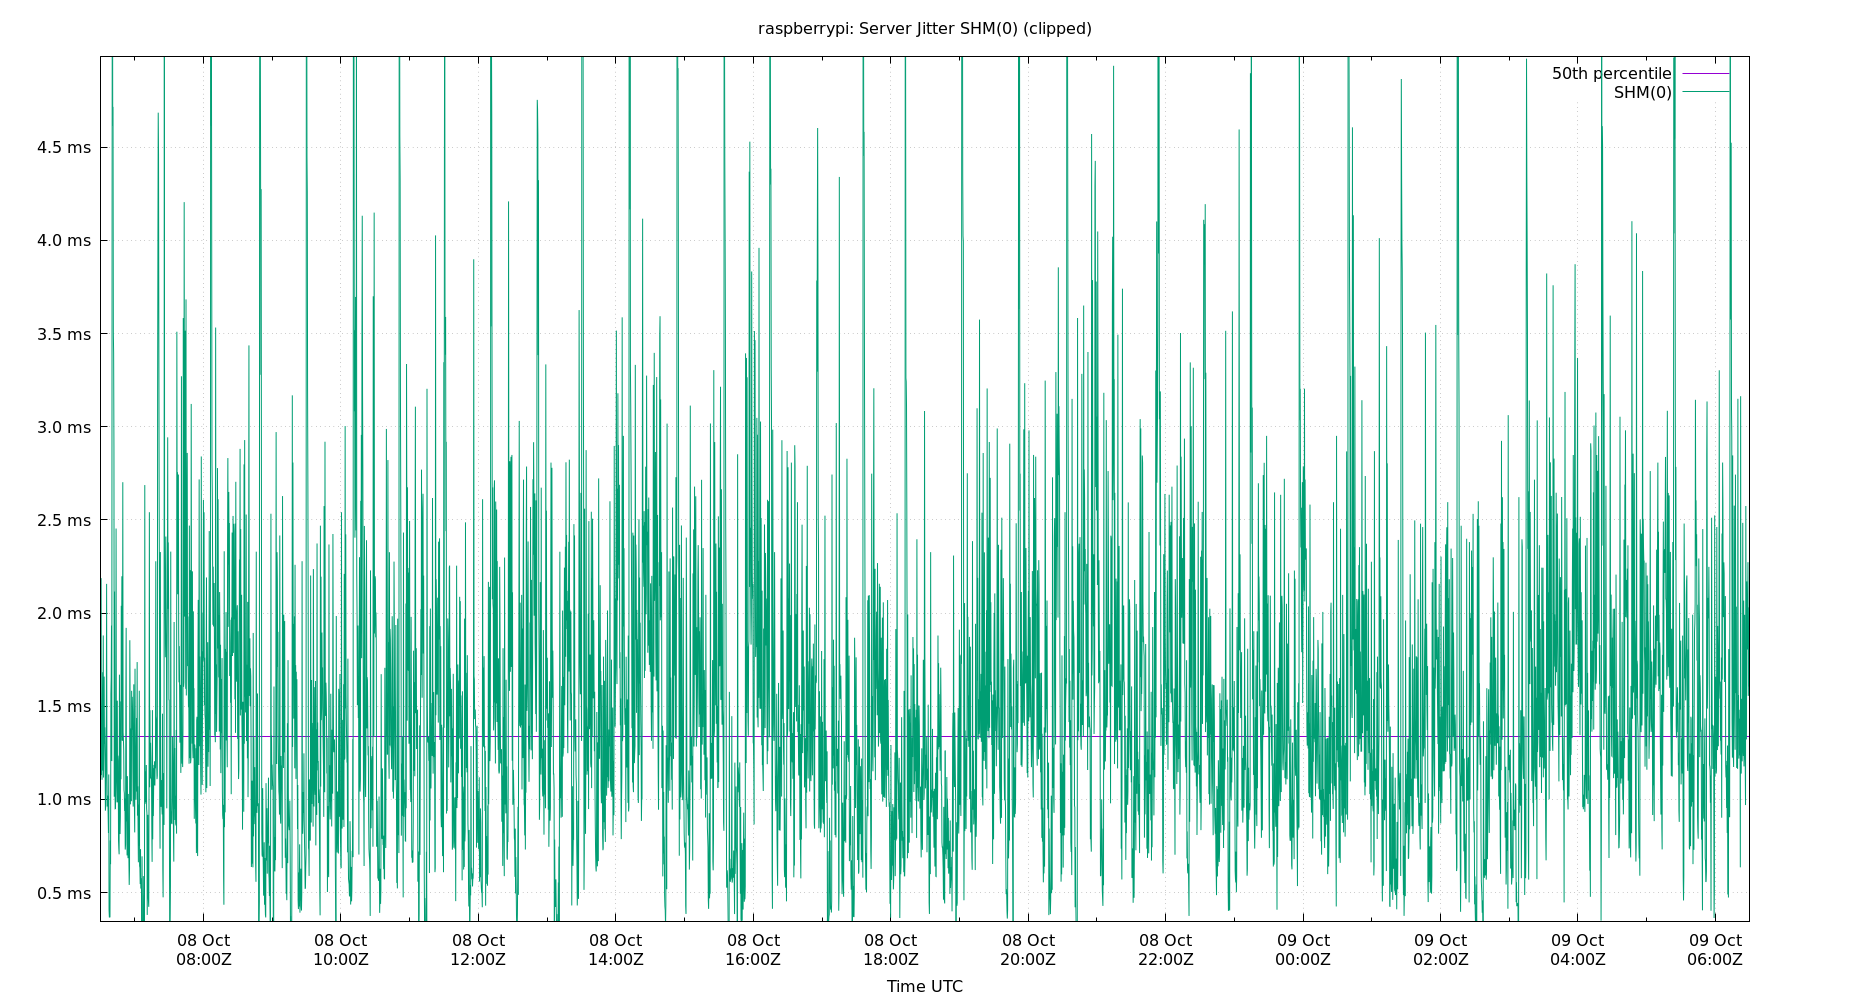 raspberrypi: Server Jitter SHM(0) (clipped)
50th percentile
SHM(0)
4.5 ms
4.0 ms
3.5 ms
3.0 ms
2.5 ms
2.0 ms
1.5 ms
1.0 ms
0.5 ms
08 Oct 08 Oct 08 Oct 08 Oct 08 Oct 08 Oct 08 Oct 08 Oct 09 Oct 09 Oct 09 Oct 09 Oct
08:00Z 10:00Z 12:00Z 14:00Z 16:00Z 18:00Z 20:00Z 22:00Z 00:00Z 02:00Z 04:00Z 06:00Z
Time UTC